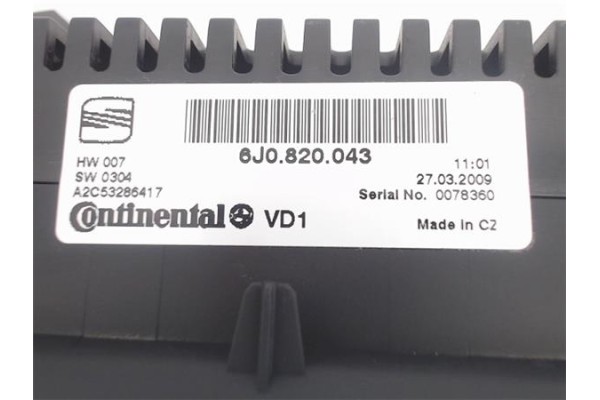 6J0.820.043
HW 007
SW 0304
A2C53286417
11:01
27.03.2009
Serial No. 0078360
Continental VD1
Made in CZ